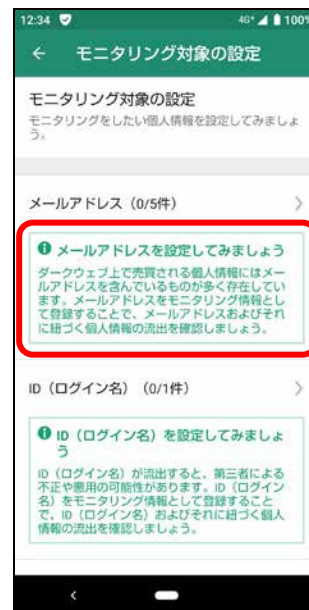 12:34 4G+ 100%
← モニタリング対象の設定
モニタリング対象の設定
モニタリングをしたい個人情報を設定してみましょ
う。
メールアドレス（0/5件）
メールアドレスを設定してみましょう
ダークウェブ上で売買される個人情報にはメー
ルアドレスを含んでいるものが多く存在してい
ます。メールアドレスをモニタリング情報とし
て登録することで、メールアドレスおよびそれ
に紐づく個人情報の流出を確認しましょう。
ID（ログイン名）（0/1件）
ID（ログイン名）を設定してみましょ
う
ID（ログイン名）が流出すると、第三者による
不正や悪用の可能性があります。ID（ログイン
名）をモニタリング情報として登録すること
で、ID（ログイン名）およびそれに紐づく個人
情報の流出を確認しましょう。